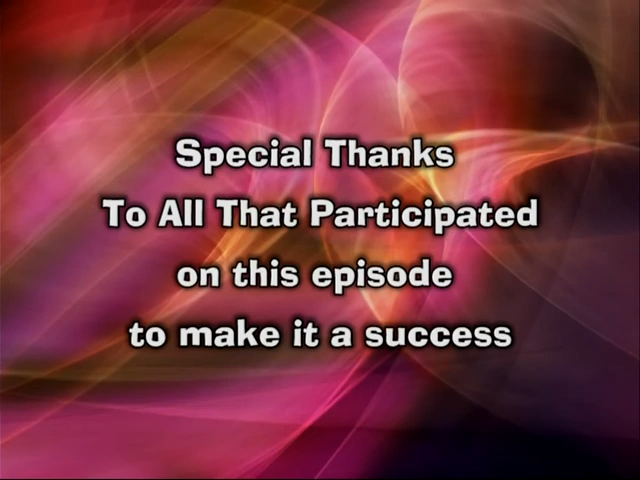 Special Thanks
To All That Participated
on this episode
to make it a success